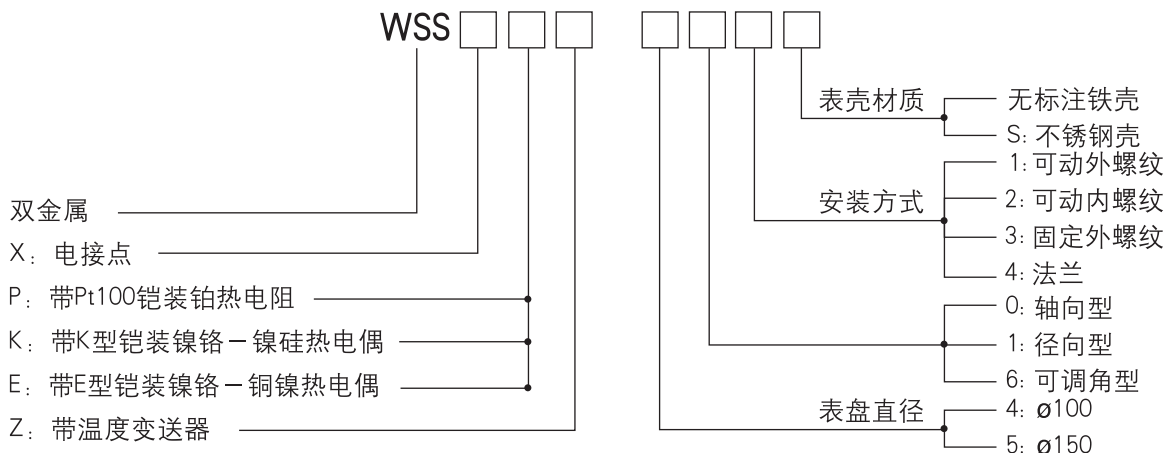 WSS
双金属
X：电接点
P：带Pt100铠装铂热电阻
K：带K型铠装镍铬－镍硅热电偶
E：带E型铠装镍铬－铜镍热电偶
Z：带温度变送器
表壳材质
无标注铁壳
S: 不锈钢壳
安装方式
1: 可动外螺纹
2: 可动内螺纹
3: 固定外螺纹
4: 法兰
0: 轴向型
1: 径向型
6: 可调角型
表盘直径
4: ø100
5: ø150